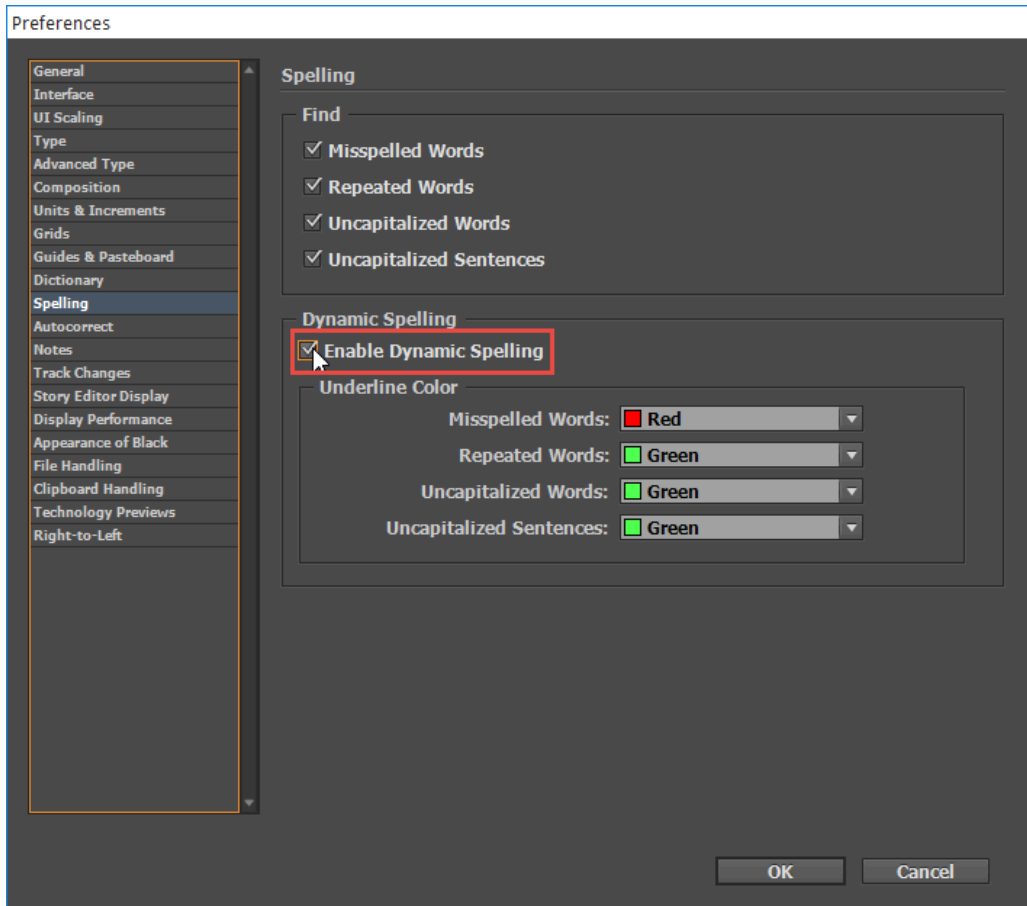 Preferences
General
Interface
UI Scaling
Type
Advanced Type
Composition
Units & Increments
Grids
Guides & Pasteboard
Dictionary
Spelling
Autocorrect
Notes
Track Changes
Story Editor Display
Display Performance
Appearance of Black
File Handling
Clipboard Handling
Technology Previews
Right-to-Left
Spelling
Find
Misspelled Words
Repeated Words
Uncapitalized Words
Uncapitalized Sentences
Dynamic Spelling
Enable Dynamic Spelling
Underline Color
Misspelled Words: Red
Repeated Words: Green
Uncapitalized Words: Green
Uncapitalized Sentences: Green
OK Cancel